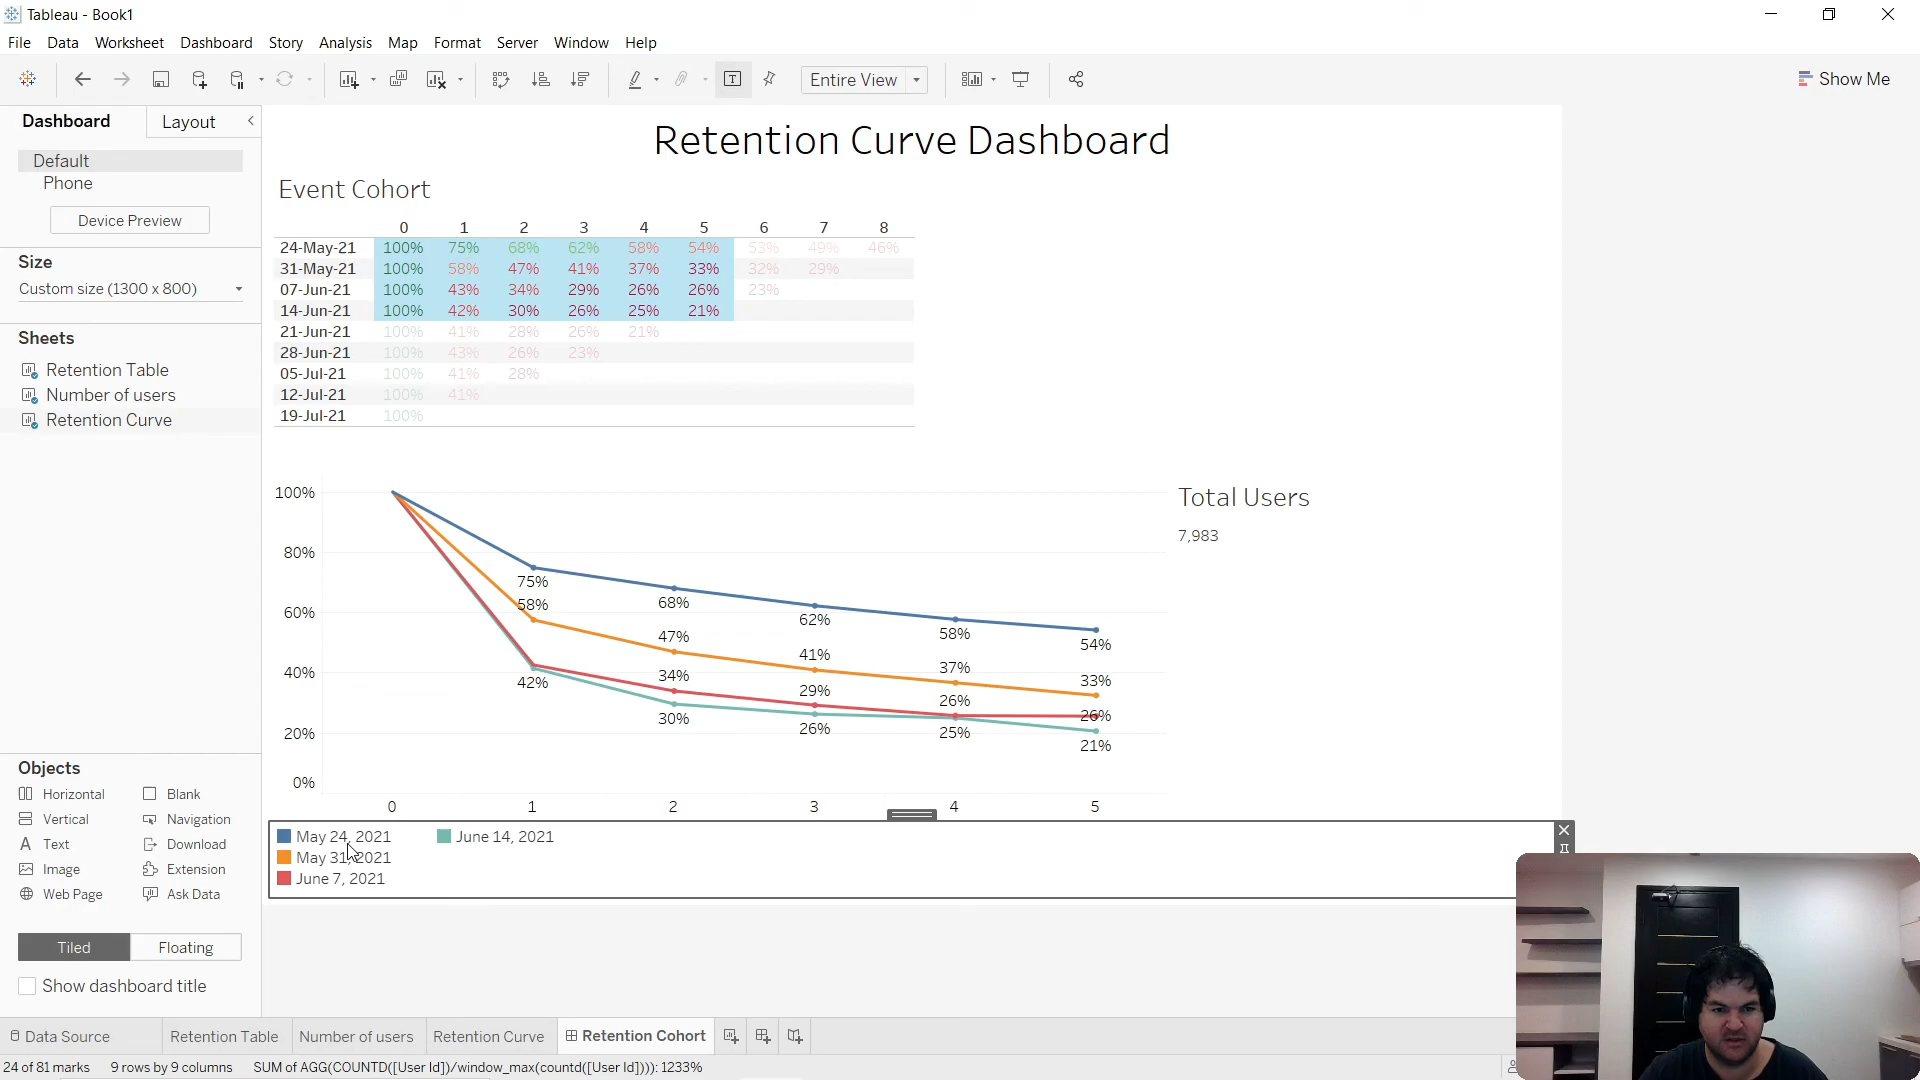 Tableau - Book1
File Data Worksheet Dashboard Story Analysis Map Format Server Window Help
Entire View
Show Me
Dashboard Layout
Default
Phone
Device Preview
Size
Custom size (1300 x 800)
Sheets
Retention Table
Number of users
Retention Curve
Objects
Horizontal Blank
Vertical Navigation
A Text Download
Image Extension
Web Page Ask Data
Tiled Floating
Show dashboard title
Retention Curve Dashboard
Event Cohort
0 1 2 3 4 5 6 7 8
24-May-21 100% 75% 68% 62% 58% 54% 53% 49% 46%
31-May-21 100% 58% 47% 41% 37% 33% 32% 29%
07-Jun-21 100% 43% 34% 29% 26% 26% 23%
14-Jun-21 100% 42% 30% 26% 25% 21%
21-Jun-21 100% 41% 28% 26% 21%
28-Jun-21 100% 43% 26% 23%
05-Jul-21 100% 41% 28%
12-Jul-21 100% 41%
19-Jul-21 100%
100%
80%
60%
40%
20%
0%
75% 68% 62% 58% 54%
58% 47% 41% 37% 33%
34% 29% 26% 26%
42% 30% 26% 25% 21%
0 1 2 3 4 5
Total Users
7,983
May 24, 2021 June 14, 2021
May 31, 2021
June 7, 2021
Data Source Retention Table Number of users Retention Curve Retention Cohort
24 of 81 marks 9 rows by 9 columns SUM of AGG(COUNTD([User Id])/window_max(countd([User Id]))): 1233%